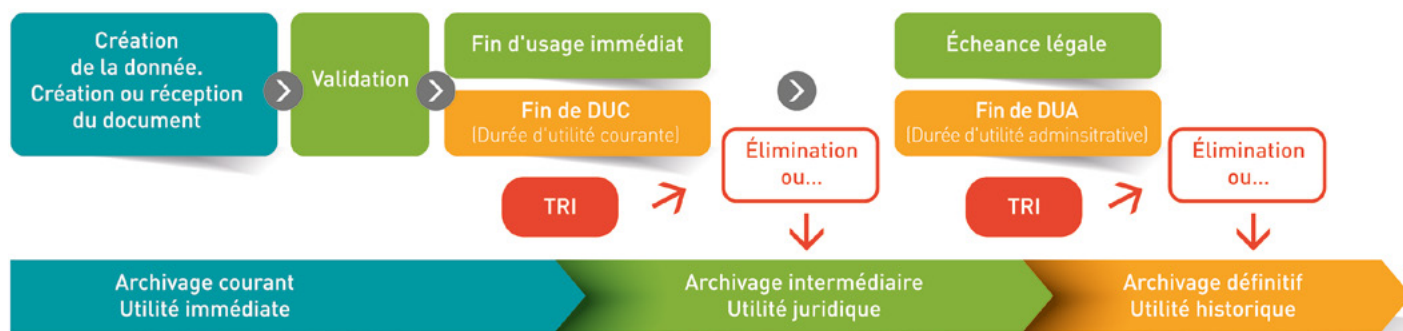 Création
de la donnée.
Création ou réception
du document
Validation
Fin d'usage immédiat
Fin de DUC
(Durée d'utilité courante)
TRI
Élimination
ou...
Écheance légale
Fin de DUA
(Durée d'utilité adminsitrative)
TRI
Élimination
ou...
Archivage courant
Utilité immédiate
Archivage intermédiaire
Utilité juridique
Archivage définitif
Utilité historique